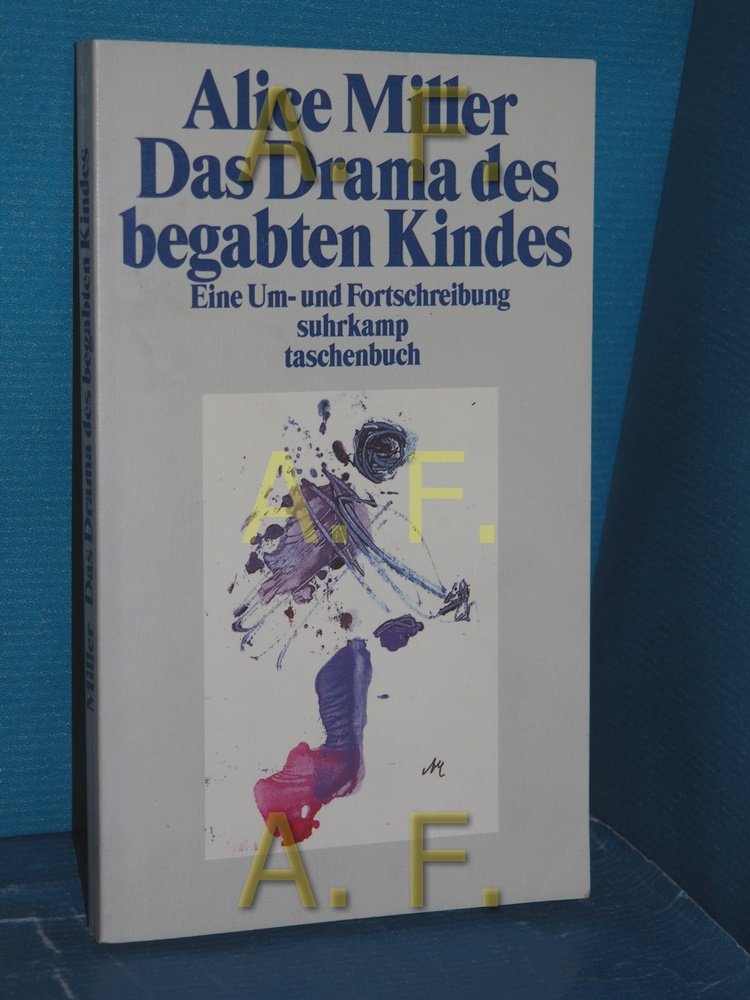 Alice Miller
Das Drama des
begabten Kindes
Eine Um- und Fortschreibung
suhrkamp
taschenbuch
Miller Das Drama des begabten Kindes
A. F.
A. F.
A. F.
AM